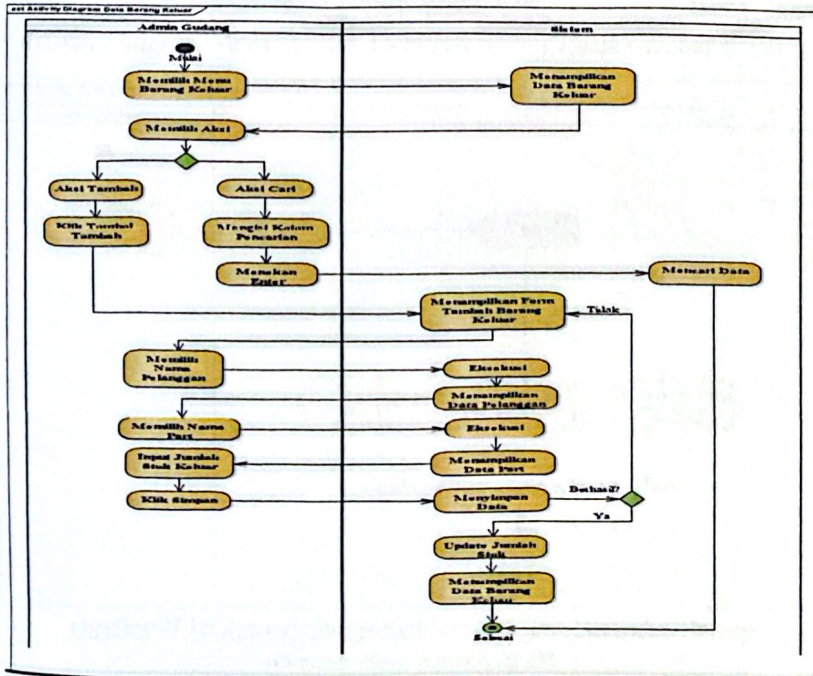 act Activity Diagram Data Barang Keluar
Admin Gudang
Sistem
Mulai
Memilih Menu
Barang Keluar
Menampilkan
Data Barang
Keluar
Memilih Aksi
Aksi Tambah
Aksi Cari
Klik Tombol
Tambah
Mengisi Kolom
Pencarian
Menekan
Enter
Mencari Data
Menampilkan Form
Tambah Barang
Keluar
Tidak
Memilih
Nama
Pelanggan
Eksekusi
Menampilkan
Data Pelanggan
Memilih Nama
Part
Eksekusi
Input Jumlah
Stok Keluar
Menampilkan
Data Part
Klik Simpan
Menyimpan
Data
Berhasil?
Ya
Update Jumlah
Stok
Menampilkan
Data Barang
Keluar
Selesai